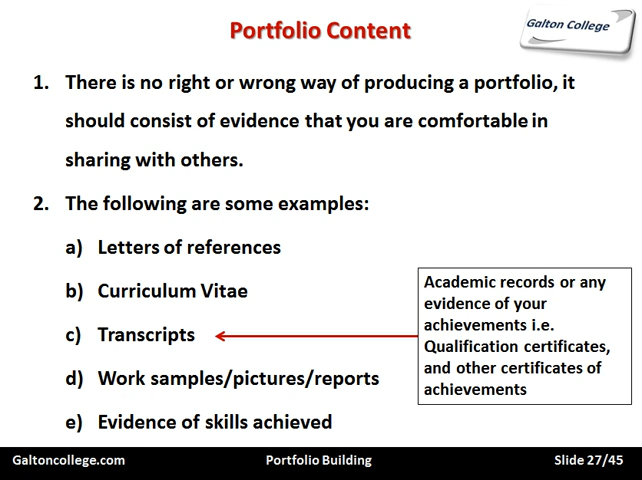 Portfolio Content
Galton College
1. There is no right or wrong way of producing a portfolio, it
should consist of evidence that you are comfortable in
sharing with others.
2. The following are some examples:
a) Letters of references
b) Curriculum Vitae
c) Transcripts
d) Work samples/pictures/reports
e) Evidence of skills achieved
Academic records or any
evidence of your
achievements i.e.
Qualification certificates,
and other certificates of
achievements
Galtoncollege.com
Portfolio Building
Slide 27/45